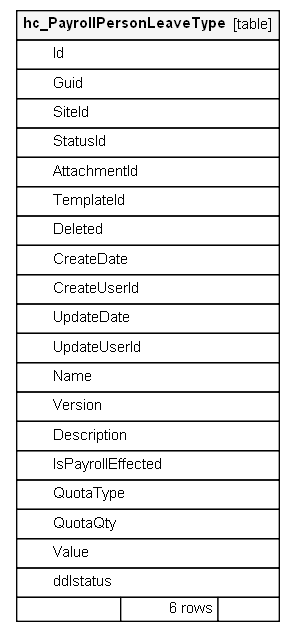 hc_PayrollPersonLeaveType [table]
Id
Guid
SiteId
StatusId
AttachmentId
TemplateId
Deleted
CreateDate
CreateUserId
UpdateDate
UpdateUserId
Name
Version
Description
IsPayrollEffected
QuotaType
QuotaQty
Value
ddlstatus
6 rows